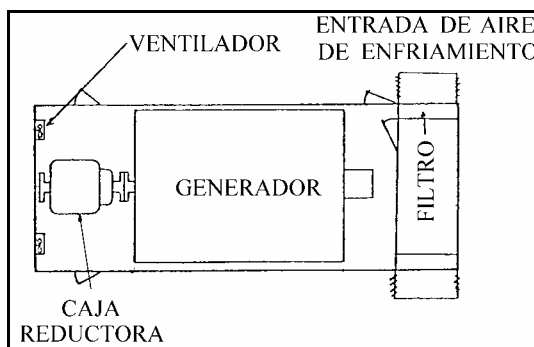 VENTILADOR
ENTRADA DE AIRE
DE ENFRIAMIENTO
GENERADOR
FILTRO
CAJA
REDUCTORA